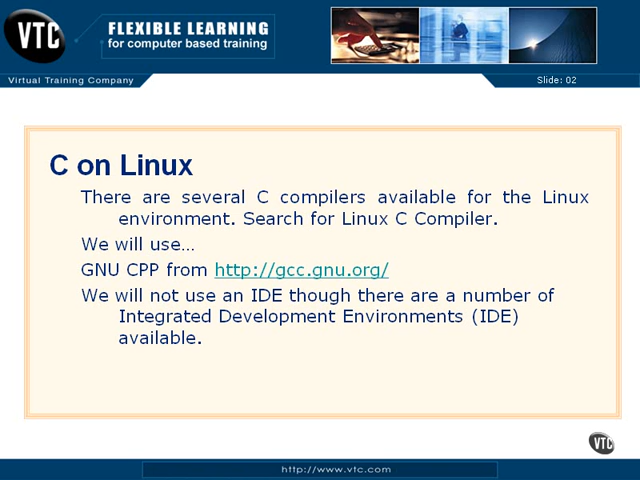 VTC
FLEXIBLE LEARNING
for computer based training
Virtual Training Company
Slide: 02
C on Linux
There are several C compilers available for the Linux
environment. Search for Linux C Compiler.
We will use…
GNU CPP from http://gcc.gnu.org/
We will not use an IDE though there are a number of
Integrated Development Environments (IDE)
available.
VTC
http://www.vtc.com